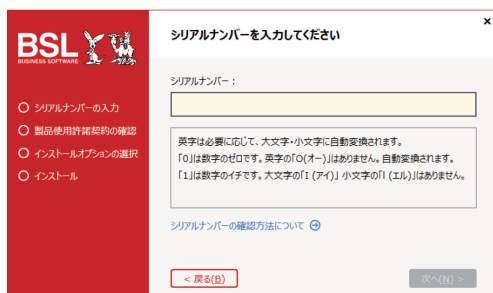 BSL
BUSINESS SOFTWARE
シリアルナンバーを入力してください
×
シリアルナンバー：
シリアルナンバーの入力
製品使用許諾契約の確認
インストールオプションの選択
インストール
英字は必要に応じて、大文字・小文字に自動変換されます。
「0」は数字のゼロです。英字の「O(オー)」はありません。自動変換されます。
「1」は数字のイチです。大文字の「I (アイ)」 小文字の「l (エル)」はありません。
シリアルナンバーの確認方法について
< 戻る(B)
次へ(N) >